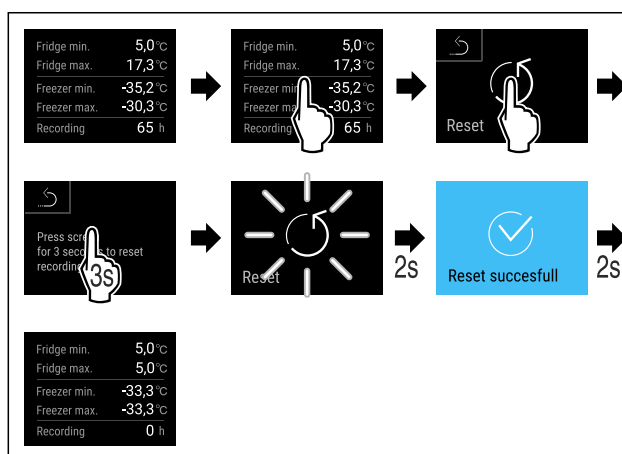 Fridge min. 5,0°C
Fridge max. 17,3°C
Freezer min. -35,2°C
Freezer max. -30,3°C
Recording 65 h
Fridge min. 5,0°C
Fridge max. 17,3°C
Freezer min. -35,2°C
Freezer -30,3°C
Recording 65 h
Reset
Press
for 3 to reset
3s
Reset
2s
Reset succesfull
2s
Fridge min. 5,0°C
Fridge max. 5,0°C
Freezer min. -33,3°C
Freezer max. -33,3°C
Recording 0 h